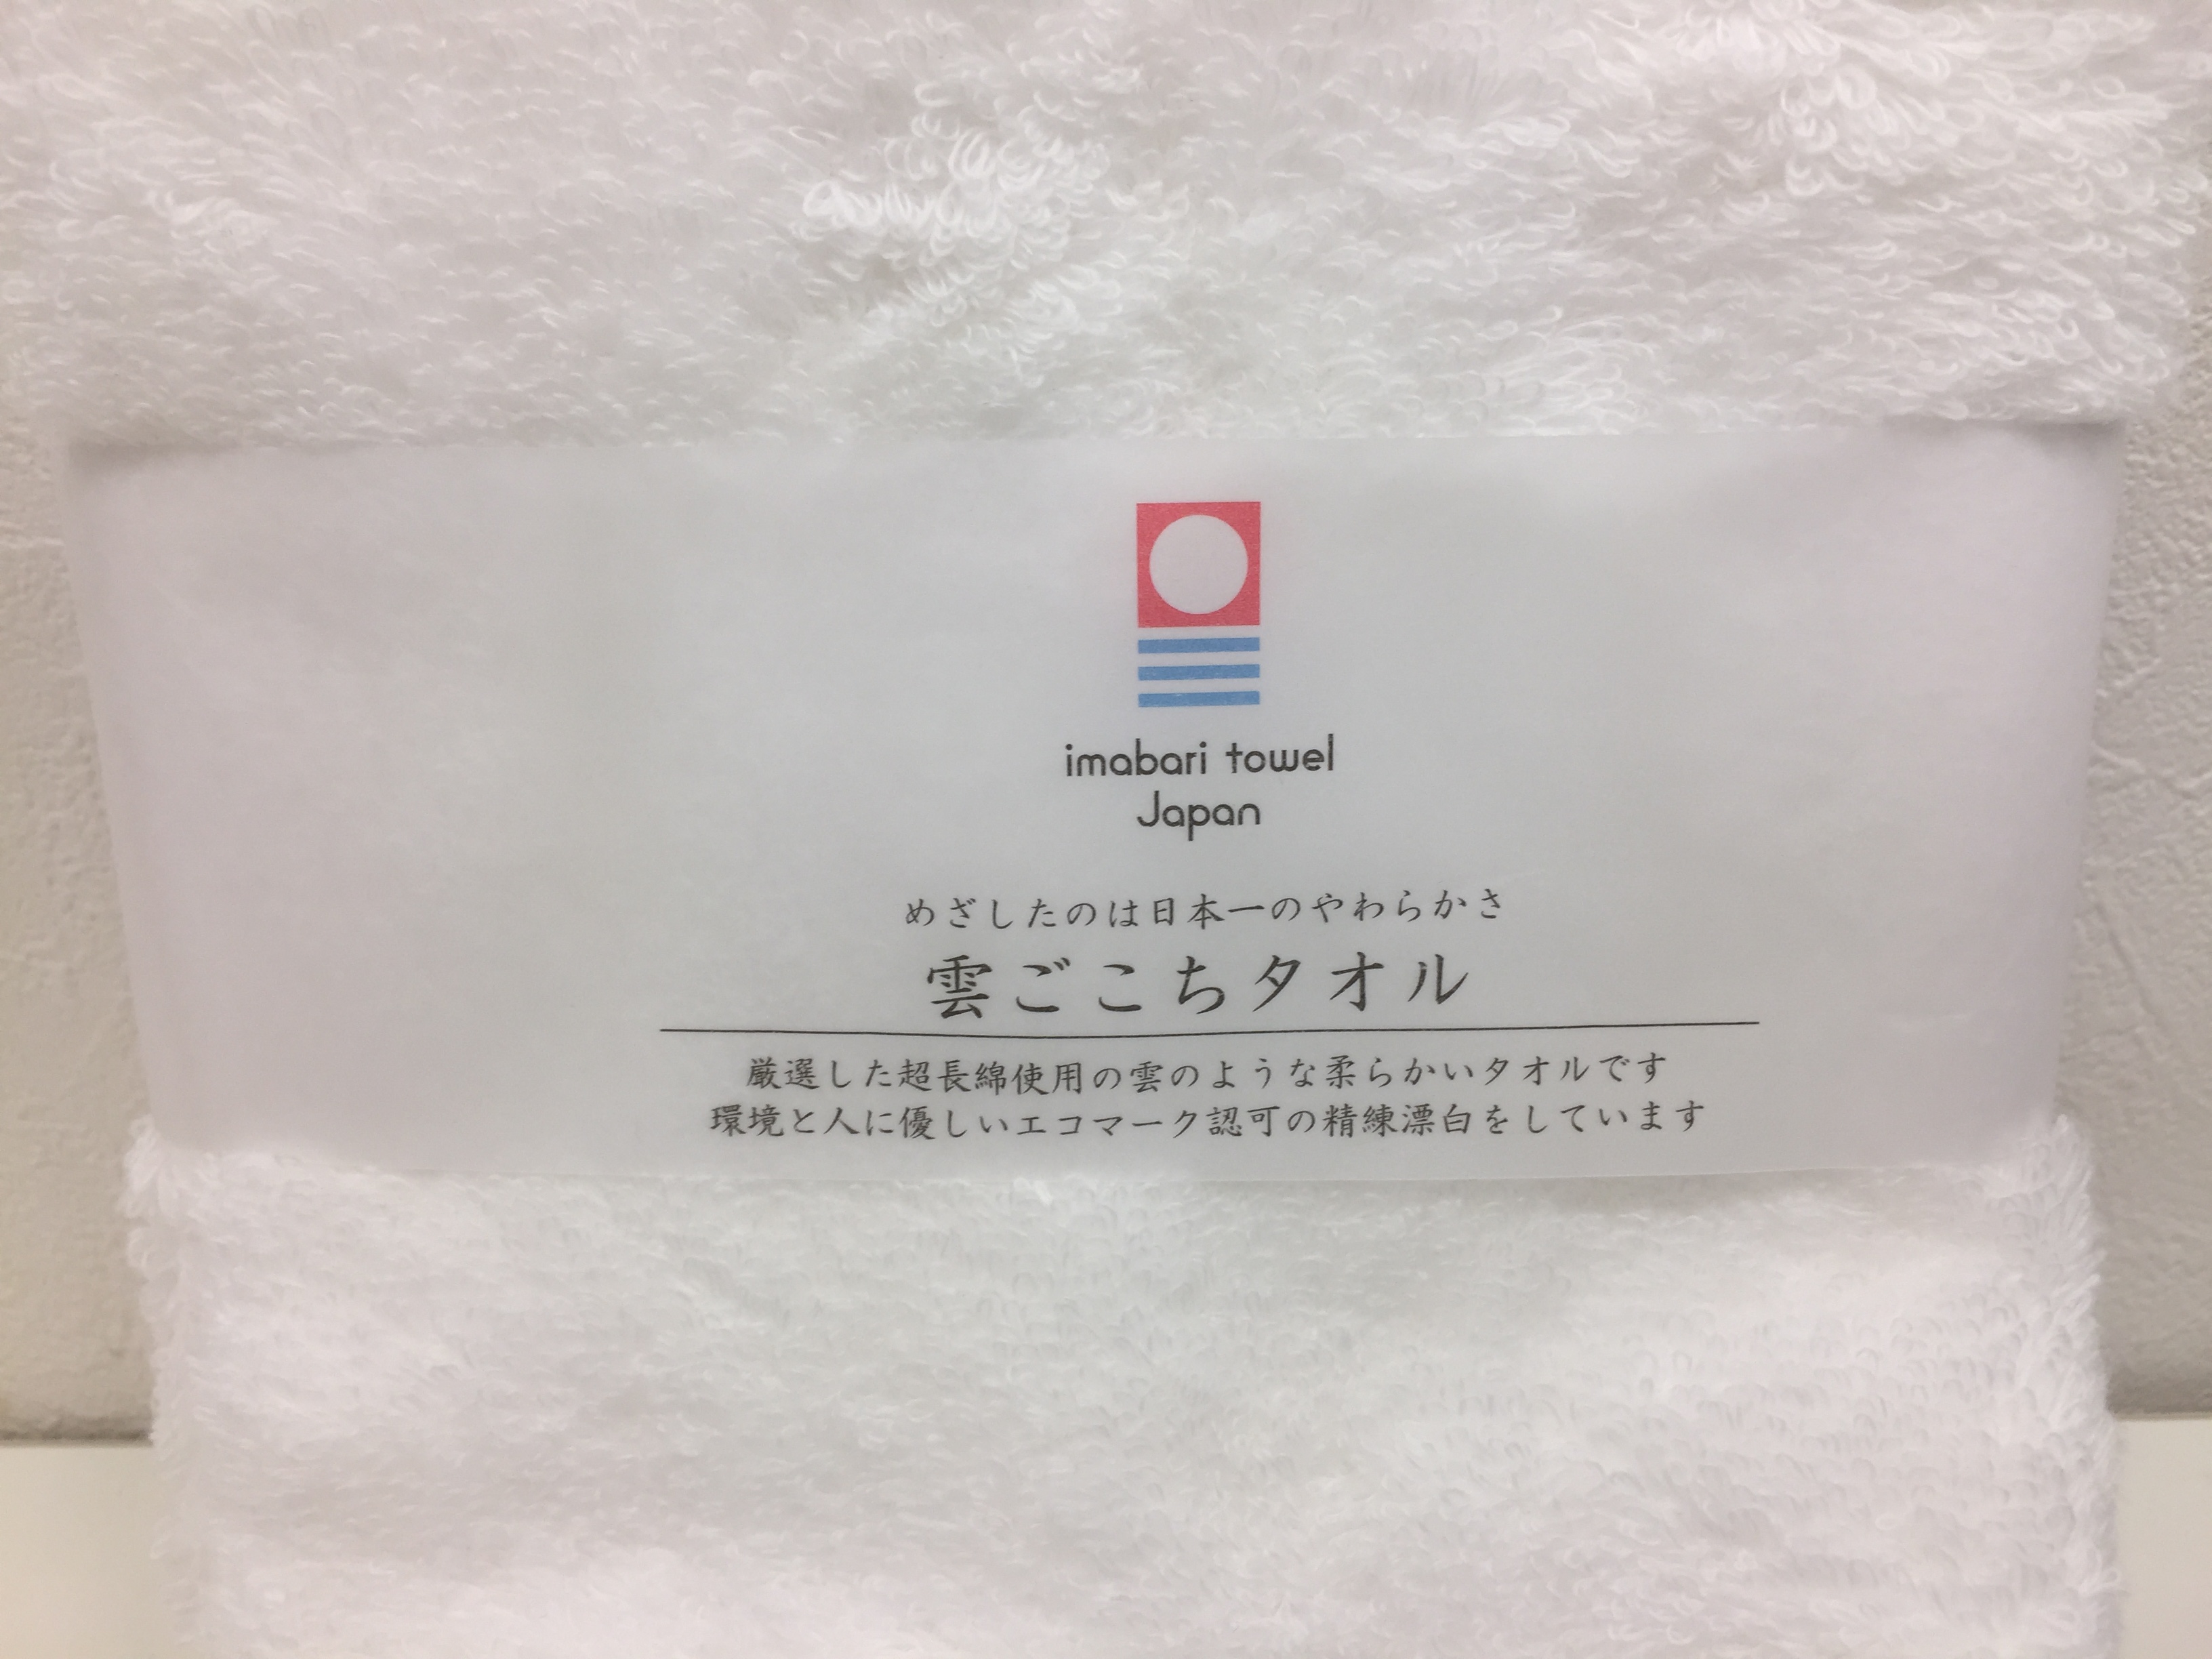 imabari towel
Japan
めざしたのは日本一のやわらかさ
雲ごこちタオル
厳選した超長綿使用の雲のような柔らかいタオルです
環境と人に優しいエコマーク認可の精練漂白をしています